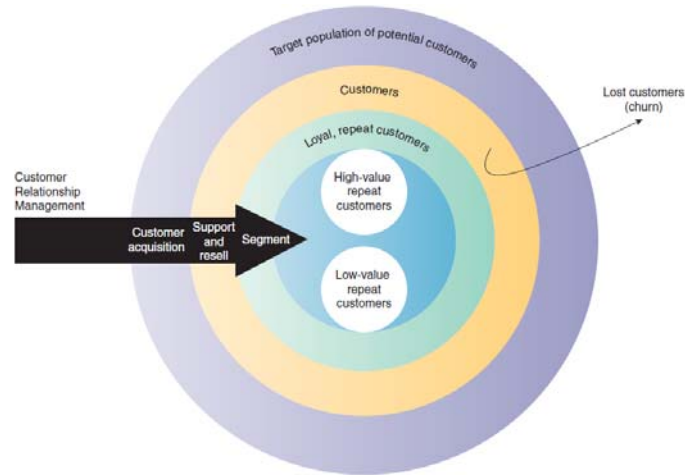 Target population of potential customers
Customers
Lost customers
(churn)
Loyal, repeat customers
High-value
repeat
customers
Customer
Relationship
Management
Customer
acquisition
Support
and
resell
Segment
Low-value
repeat
customers